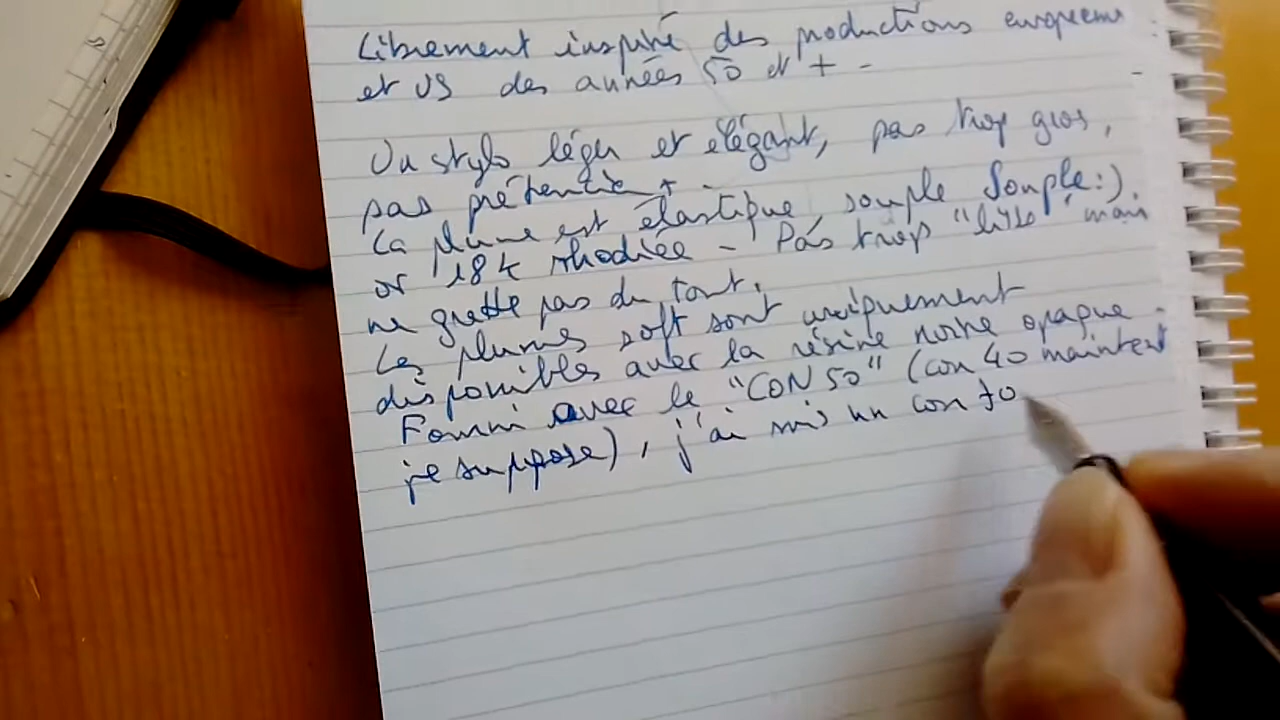 Librement inspiré des productions européens
et US des années 50 et + -
Un stylo léger et élégant, pas trop gros,
pas prétentieux.
La plume est élastique, souple souple :).
or 18k rhodiée - Pas trop "lisse" mais
ne gratte pas du tout.
Les plumes soft sont uniquement
disponibles avec la résine noire opaque.
Fourni avec le "CON 50" (con 40 maintenant
je suppose), j'ai mis un con 70